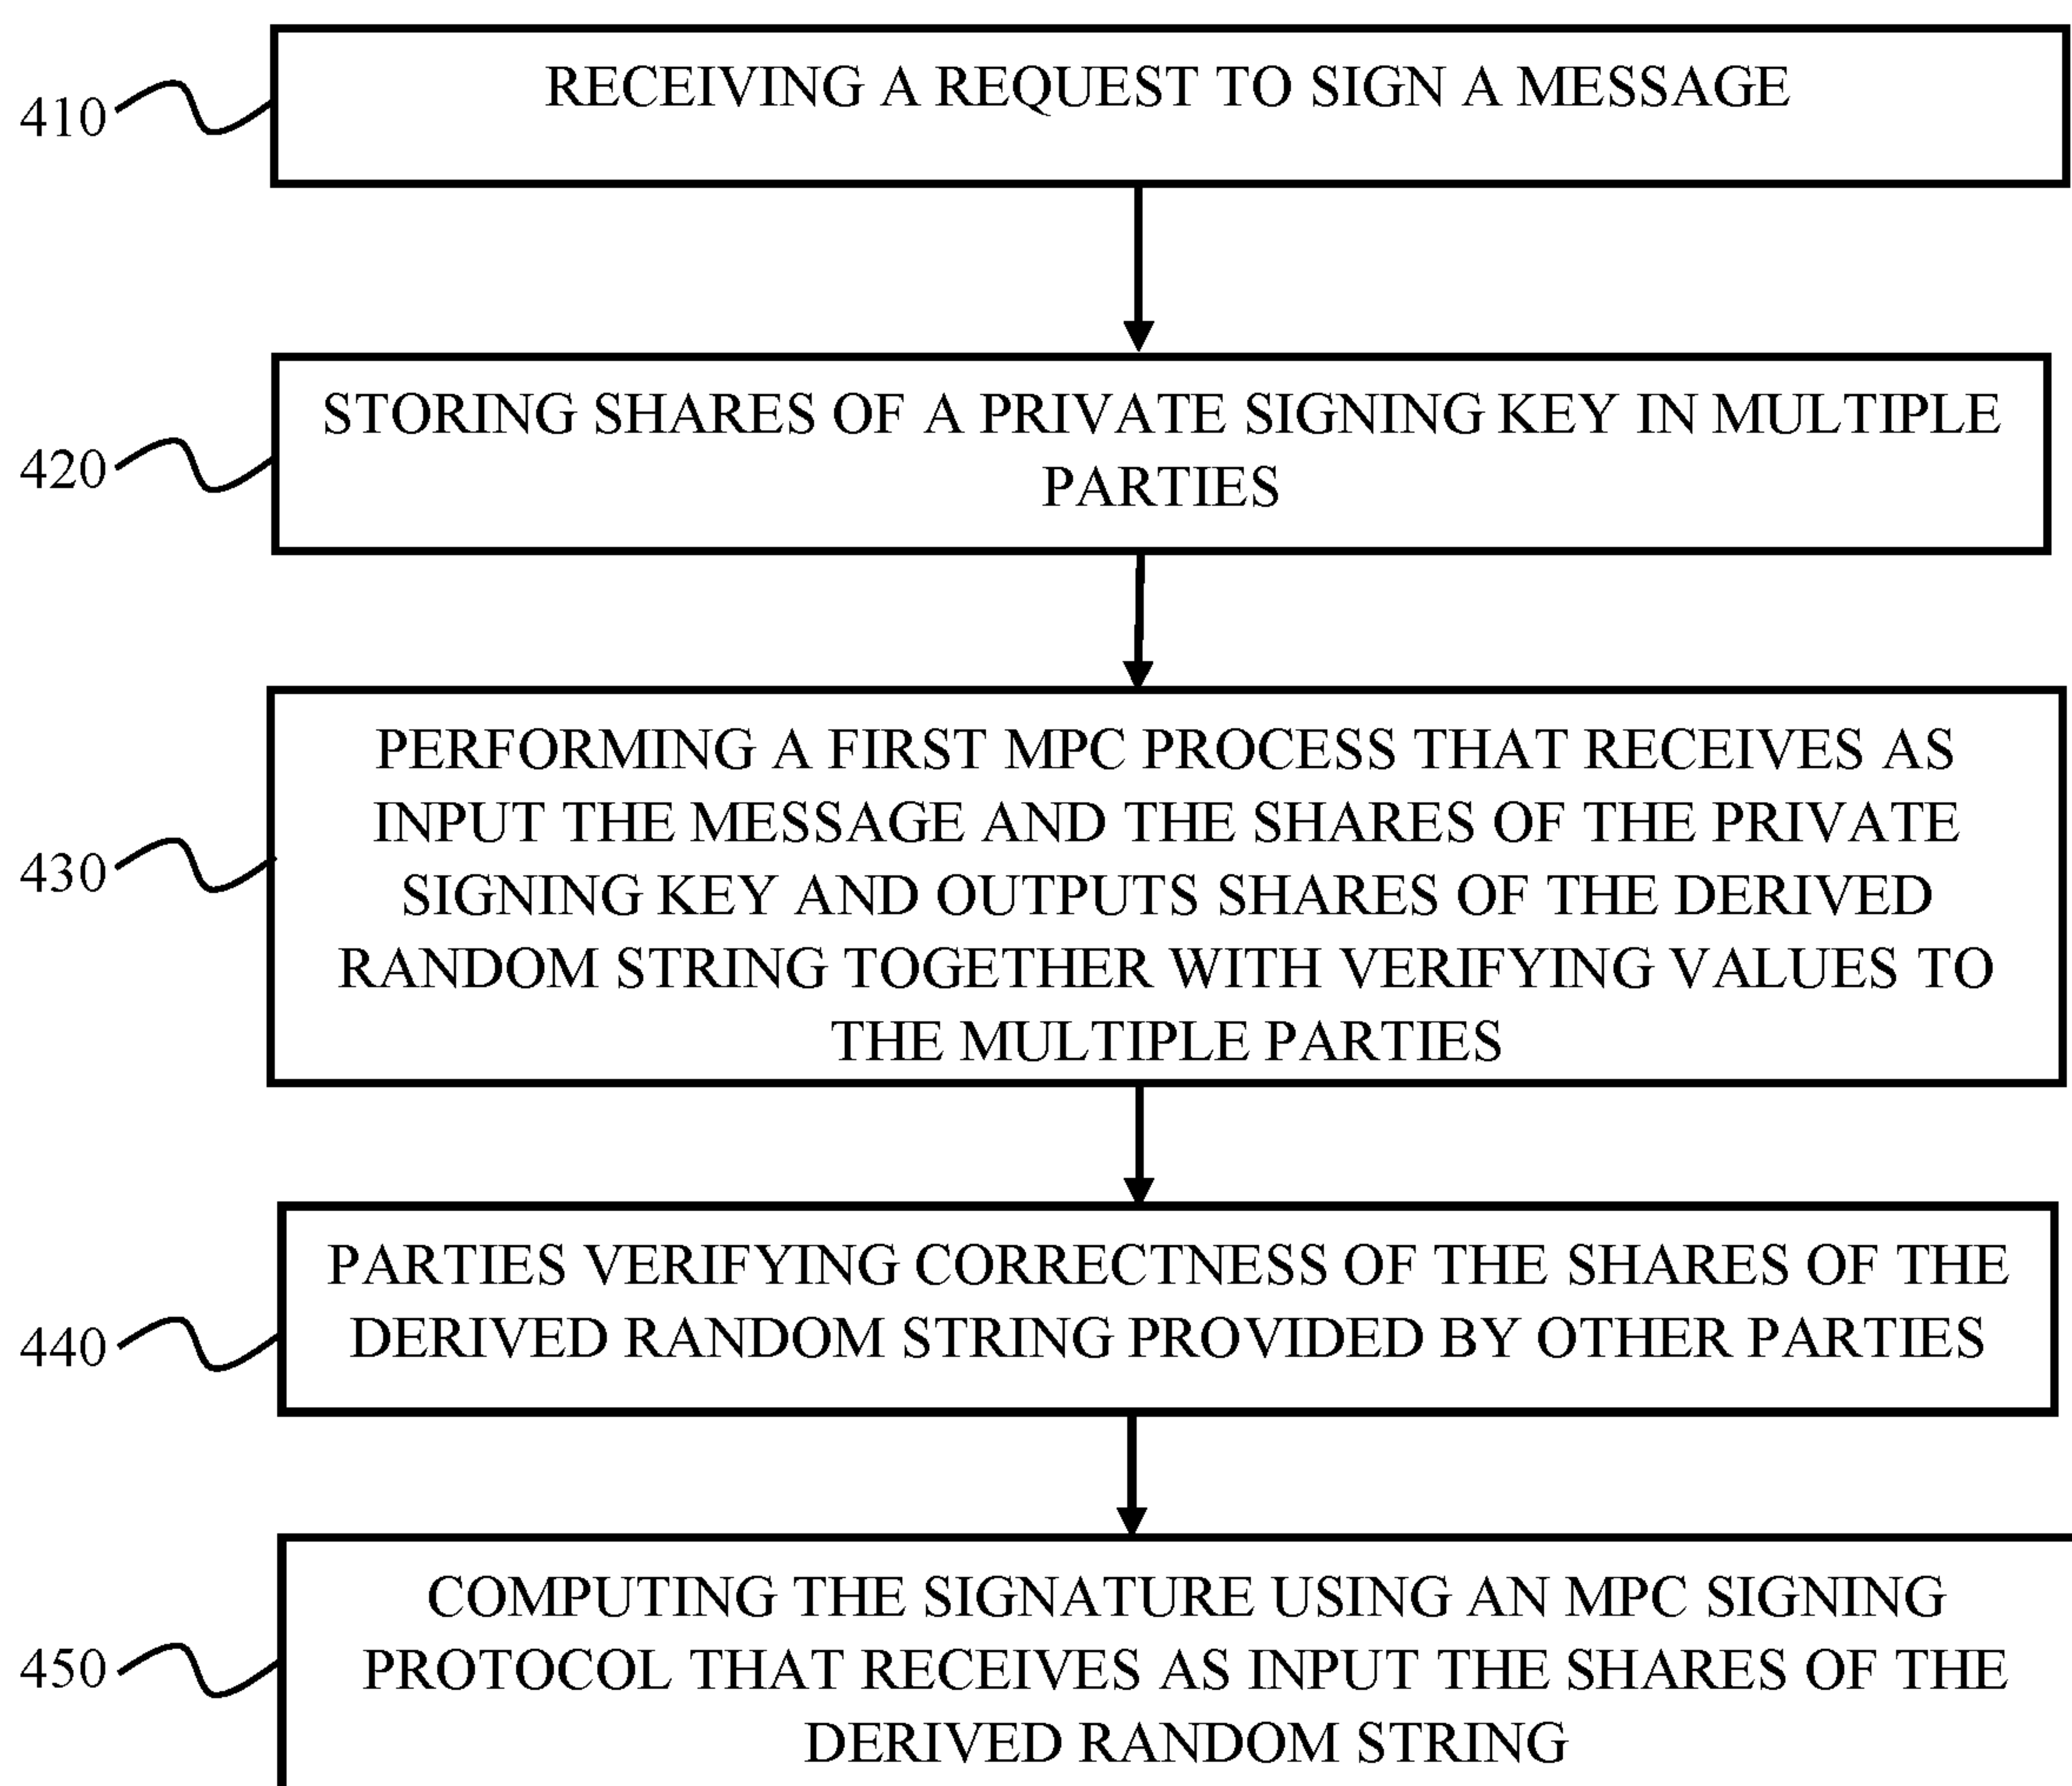 410
RECEIVING A REQUEST TO SIGN A MESSAGE
420
STORING SHARES OF A PRIVATE SIGNING KEY IN MULTIPLE
PARTIES
430
PERFORMING A FIRST MPC PROCESS THAT RECEIVES AS
INPUT THE MESSAGE AND THE SHARES OF THE PRIVATE
SIGNING KEY AND OUTPUTS SHARES OF THE DERIVED
RANDOM STRING TOGETHER WITH VERIFYING VALUES TO
THE MULTIPLE PARTIES
440
PARTIES VERIFYING CORRECTNESS OF THE SHARES OF THE
DERIVED RANDOM STRING PROVIDED BY OTHER PARTIES
450
COMPUTING THE SIGNATURE USING AN MPC SIGNING
PROTOCOL THAT RECEIVES AS INPUT THE SHARES OF THE
DERIVED RANDOM STRING